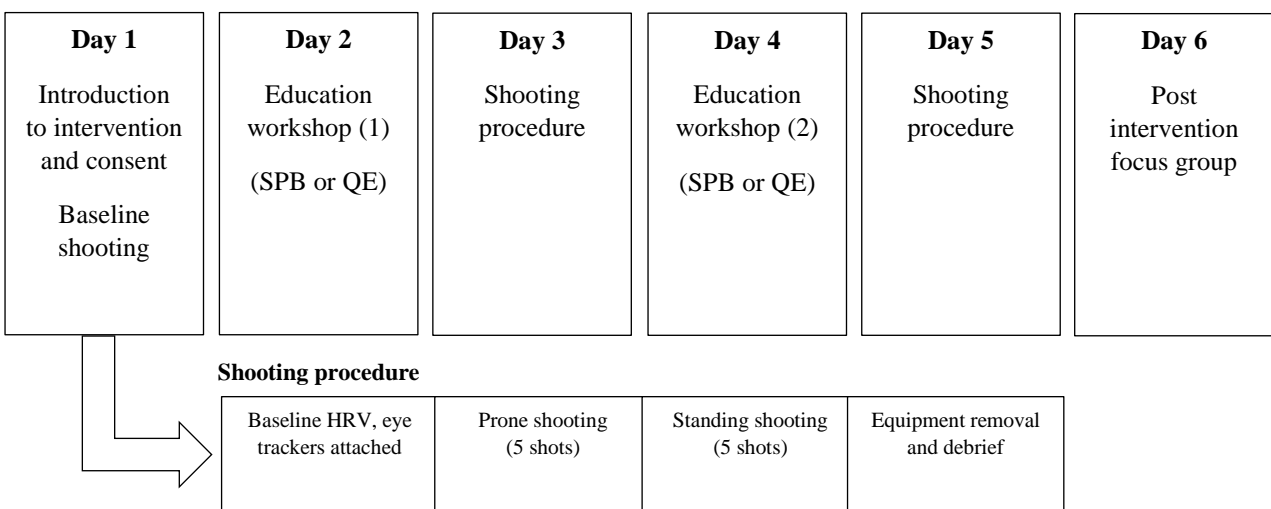 Day 1
Introduction
to intervention
and consent
Baseline
shooting
Day 2
Education
workshop (1)
(SPB or QE)
Day 3
Shooting
procedure
Day 4
Education
workshop (2)
(SPB or QE)
Day 5
Shooting
procedure
Day 6
Post
intervention
focus group
Shooting procedure
Baseline HRV, eye
trackers attached
Prone shooting
(5 shots)
Standing shooting
(5 shots)
Equipment removal
and debrief